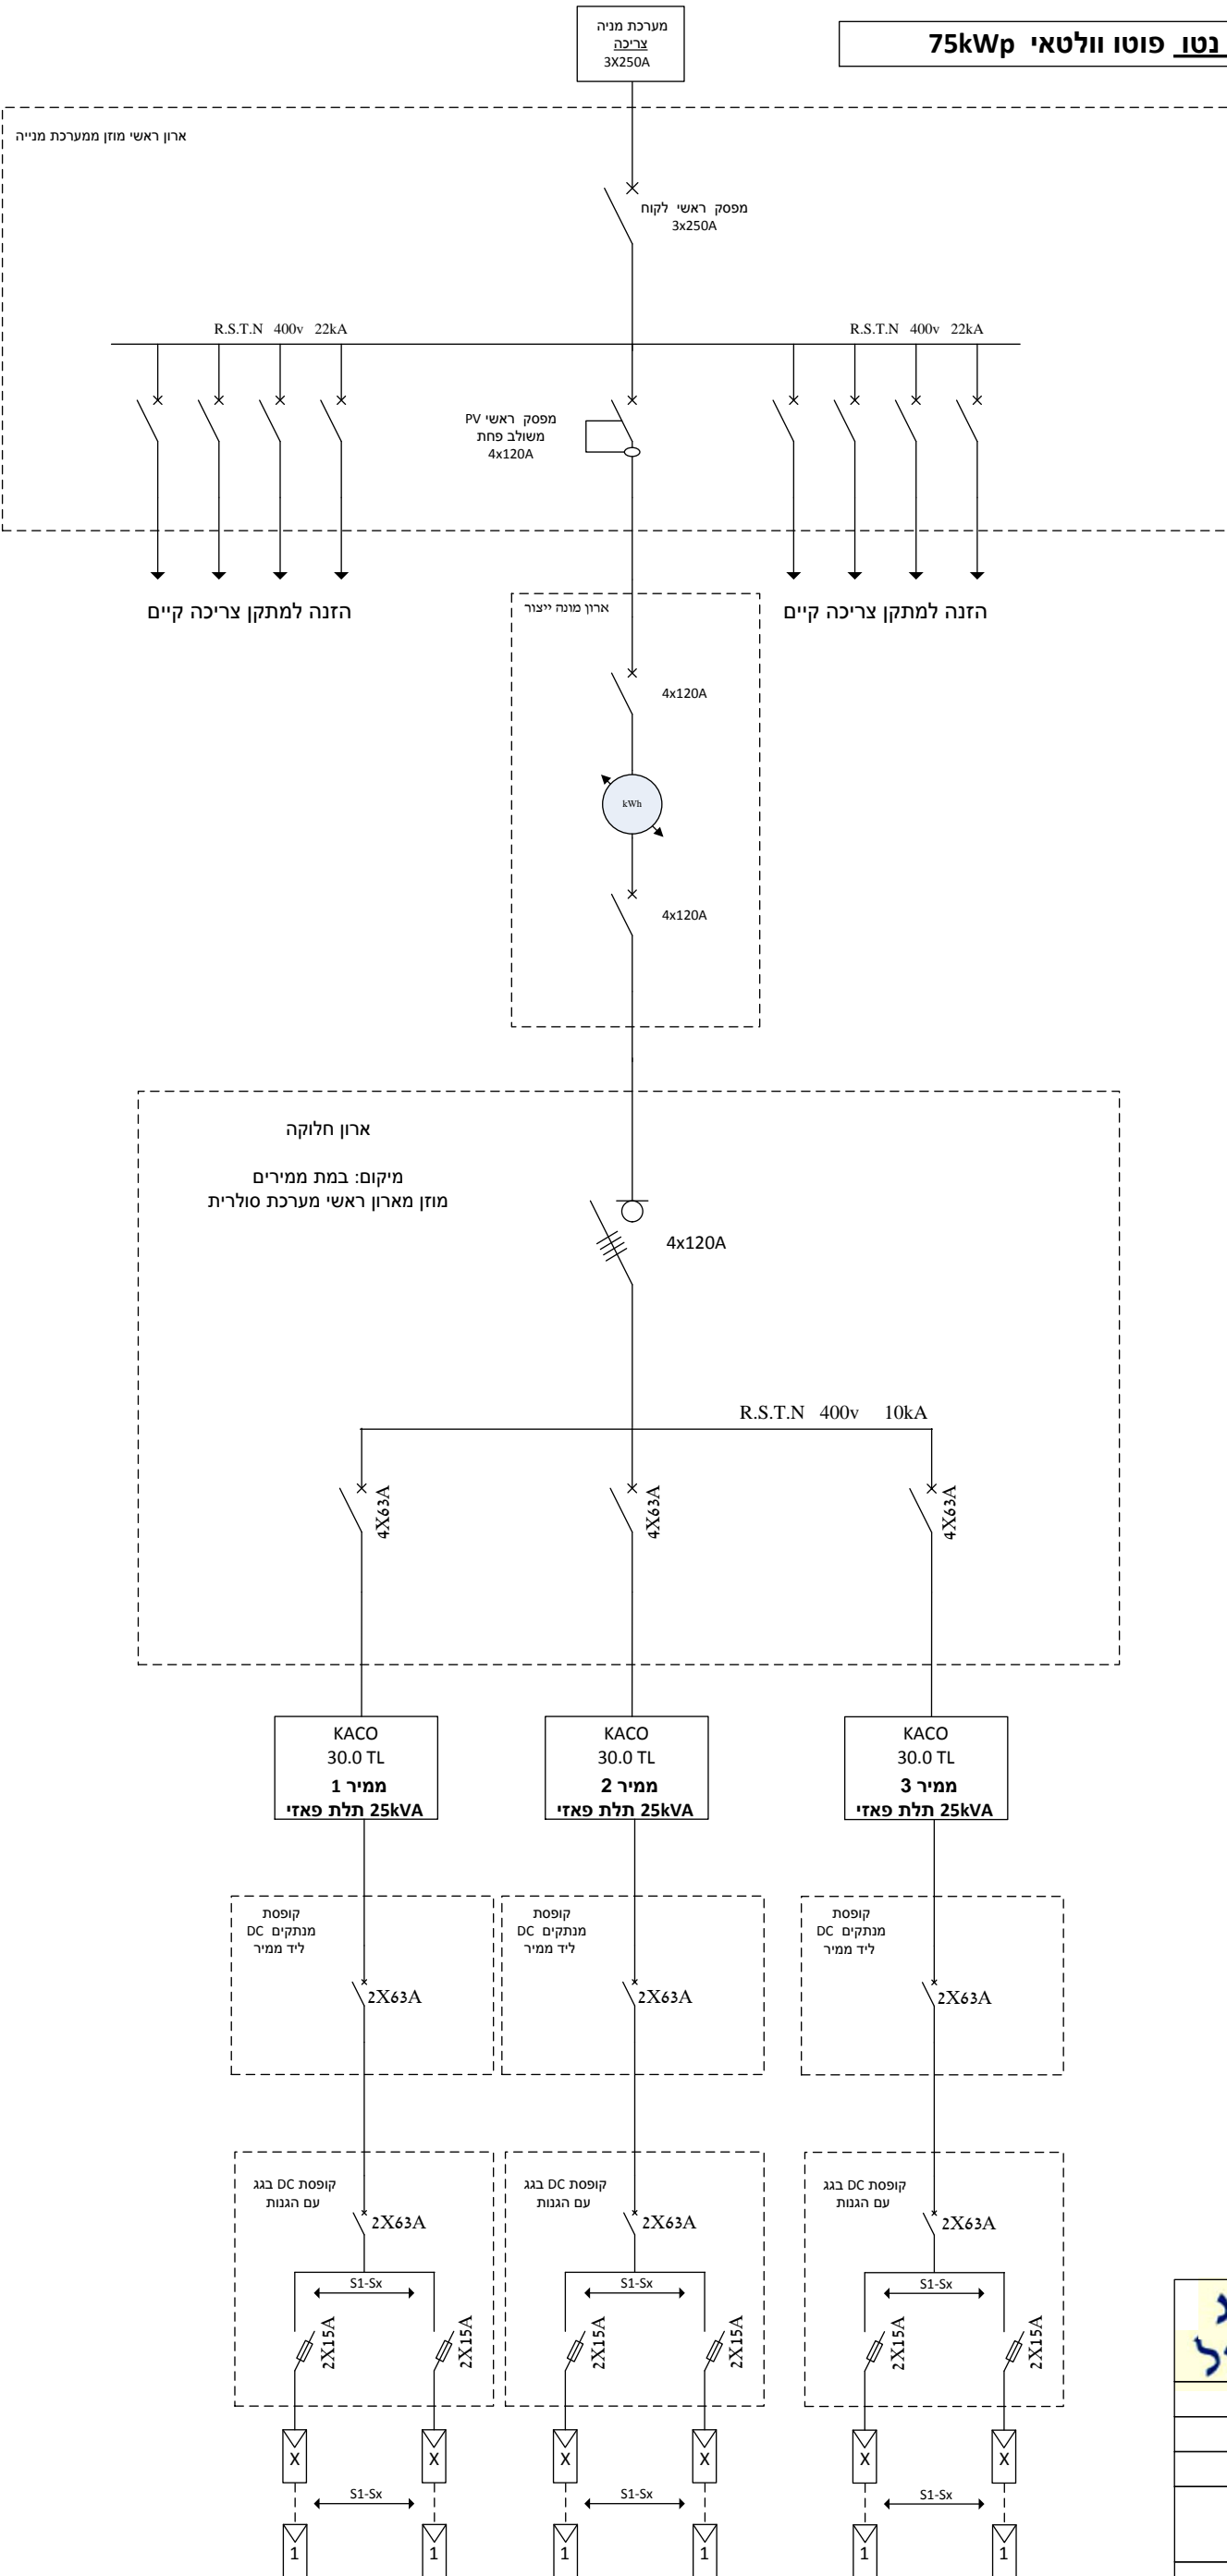 מערכת מניה
צריכה
3X250A
נטו פוטו וולטאי 75kWp
ארון ראשי מוזן ממערכת מנייה
מפסק ראשי לקוח
3x250A
R.S.T.N 400v 22kA
R.S.T.N 400v 22kA
מפסק ראשי PV
משולב פחת
4x120A
הזנה למתקן צריכה קיים
הזנה למתקן צריכה קיים
ארון מונה ייצור
4x120A
kWh
4x120A
ארון חלוקה
מיקום: במת ממירים
מוזן מארון ראשי מערכת סולרית
4x120A
R.S.T.N 400v 10kA
4X63A
4X63A
4X63A
KACO
30.0 TL
ממיר 1
25kVA תלת פאזי
KACO
30.0 TL
ממיר 2
25kVA תלת פאזי
KACO
30.0 TL
ממיר 3
25kVA תלת פאזי
קופסת
מנתקים DC
ליד ממיר
2X63A
קופסת
מנתקים DC
ליד ממיר
2X63A
קופסת
מנתקים DC
ליד ממיר
2X63A
קופסת DC בגג
עם הגנות
2X63A
S1-Sx
2X15A
2X15A
קופסת DC בגג
עם הגנות
2X63A
S1-Sx
2X15A
2X15A
קופסת DC בגג
עם הגנות
2X63A
S1-Sx
2X15A
2X15A
X
X
X
X
X
X
S1-Sx
S1-Sx
S1-Sx
1
1
1
1
1
1